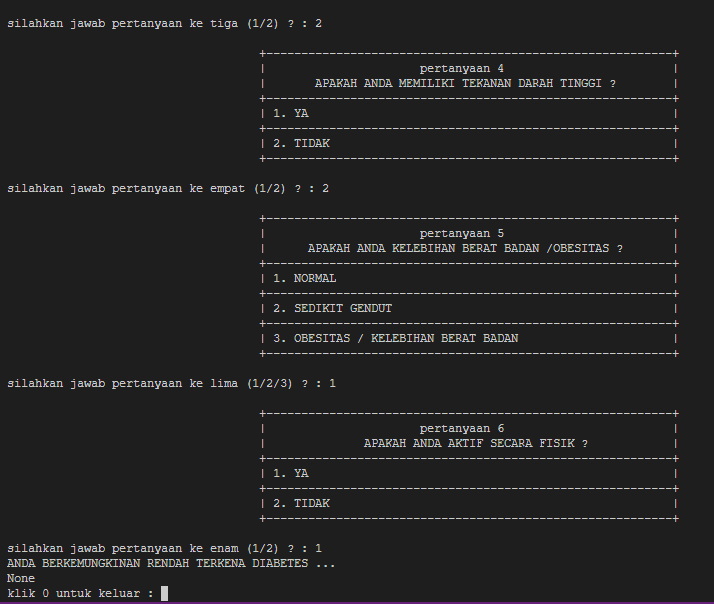 silahkan jawab pertanyaan ke tiga (1/2) ? : 2
pertanyaan 4
APAKAH ANDA MEMILIKI TEKANAN DARAH TINGGI ?
1. YA
2. TIDAK
silahkan jawab pertanyaan ke empat (1/2) ? : 2
pertanyaan 5
APAKAH ANDA KELEBIHAN BERAT BADAN /OBESITAS ?
1. NORMAL
2. SEDIKIT GENDUT
3. OBESITAS / KELEBIHAN BERAT BADAN
silahkan jawab pertanyaan ke lima (1/2/3) ? : 1
pertanyaan 6
APAKAH ANDA AKTIF SECARA FISIK ?
1. YA
2. TIDAK
silahkan jawab pertanyaan ke enam (1/2) ? : 1
ANDA BERKEMUNGKINAN RENDAH TERKENA DIABETES ...
None
klik 0 untuk keluar :